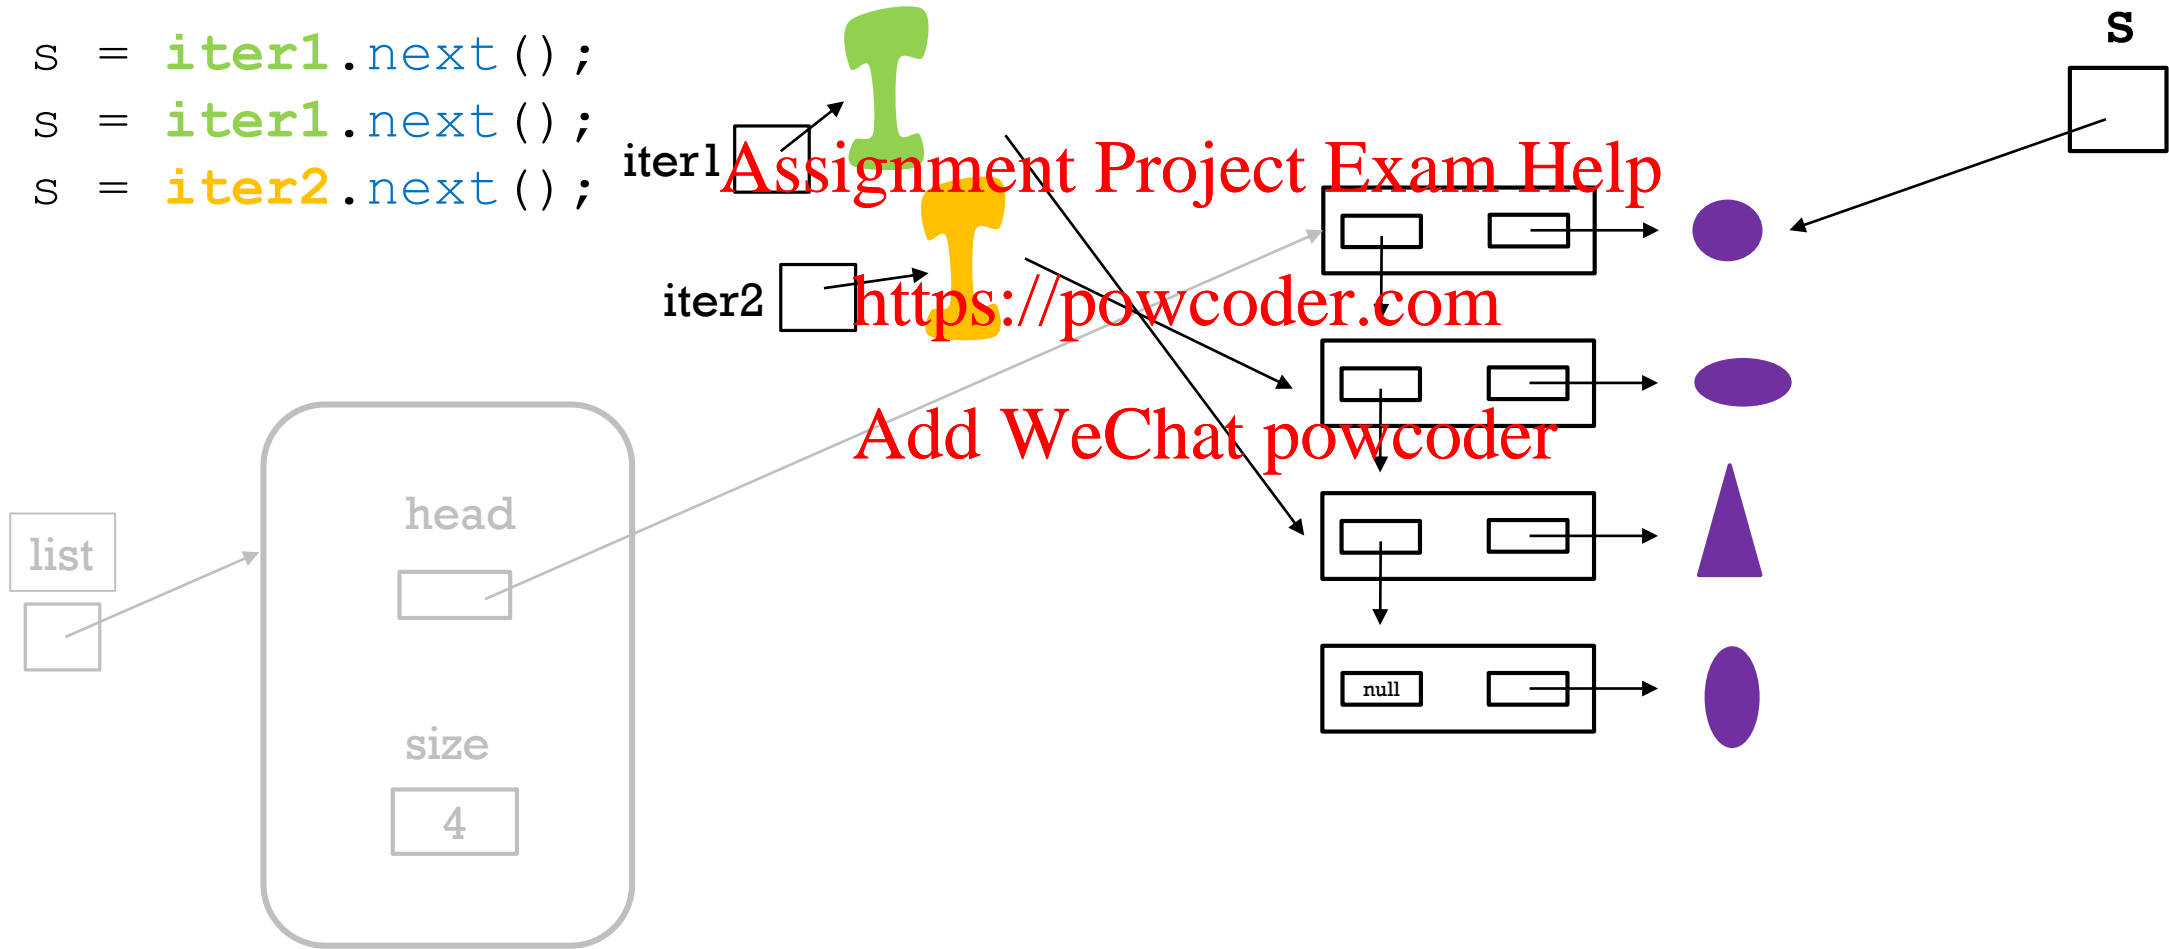 s = iter1.next();
s = iter1.next();
s = iter2.next();
s
iter1
Assignment Project Exam Help
iter2
https://powcoder.com
Add WeChat powcoder
head
list
null
size
4